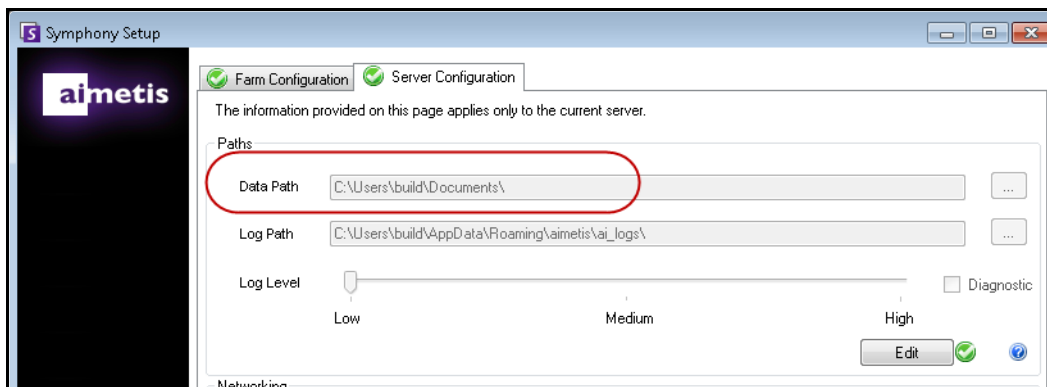 Symphony Setup
aimetis
Farm Configuration
Server Configuration
The information provided on this page applies only to the current server.
Paths
Data Path
C:\Users\build\Documents\
...
Log Path
C:\Users\build\AppData\Roaming\aimetis\ai_logs\
...
Log Level
Diagnostic
Low
Medium
High
Edit
?
Networking